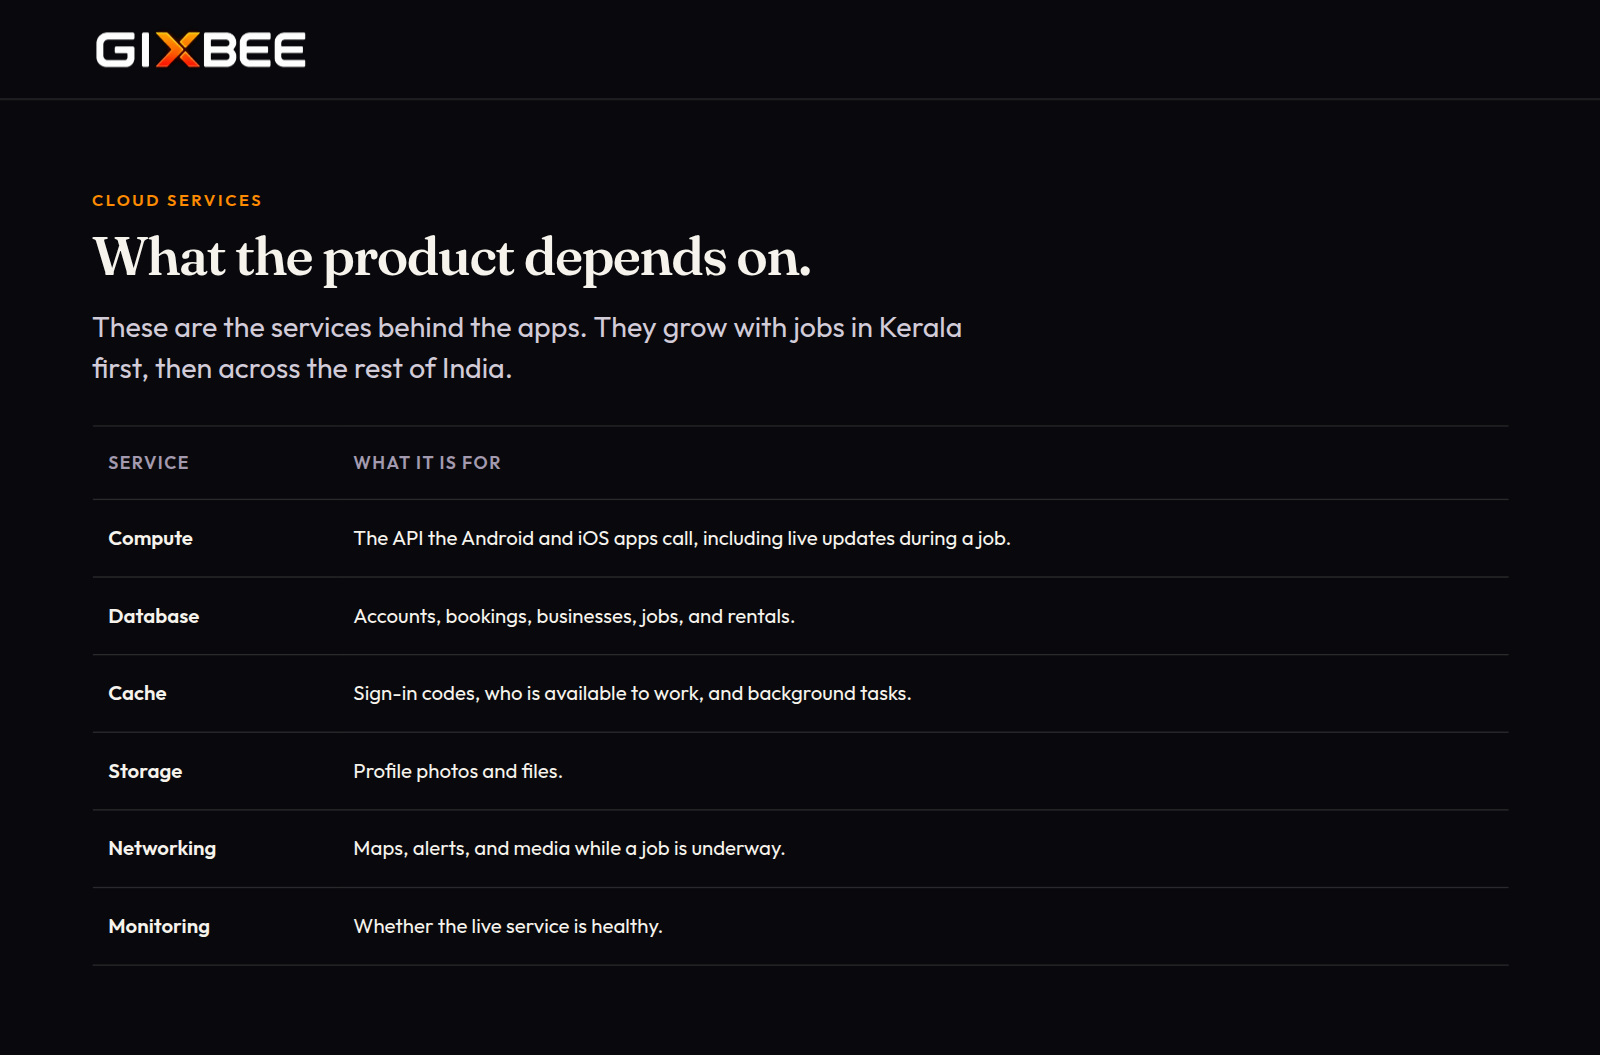 GIXBEE
CLOUD SERVICES
What the product depends on.
These are the services behind the apps. They grow with jobs in Kerala
first, then across the rest of India.
SERVICE WHAT IT IS FOR
Compute The API the Android and iOS apps call, including live updates during a job.
Database Accounts, bookings, businesses, jobs, and rentals.
Cache Sign-in codes, who is available to work, and background tasks.
Storage Profile photos and files.
Networking Maps, alerts, and media while a job is underway.
Monitoring Whether the live service is healthy.